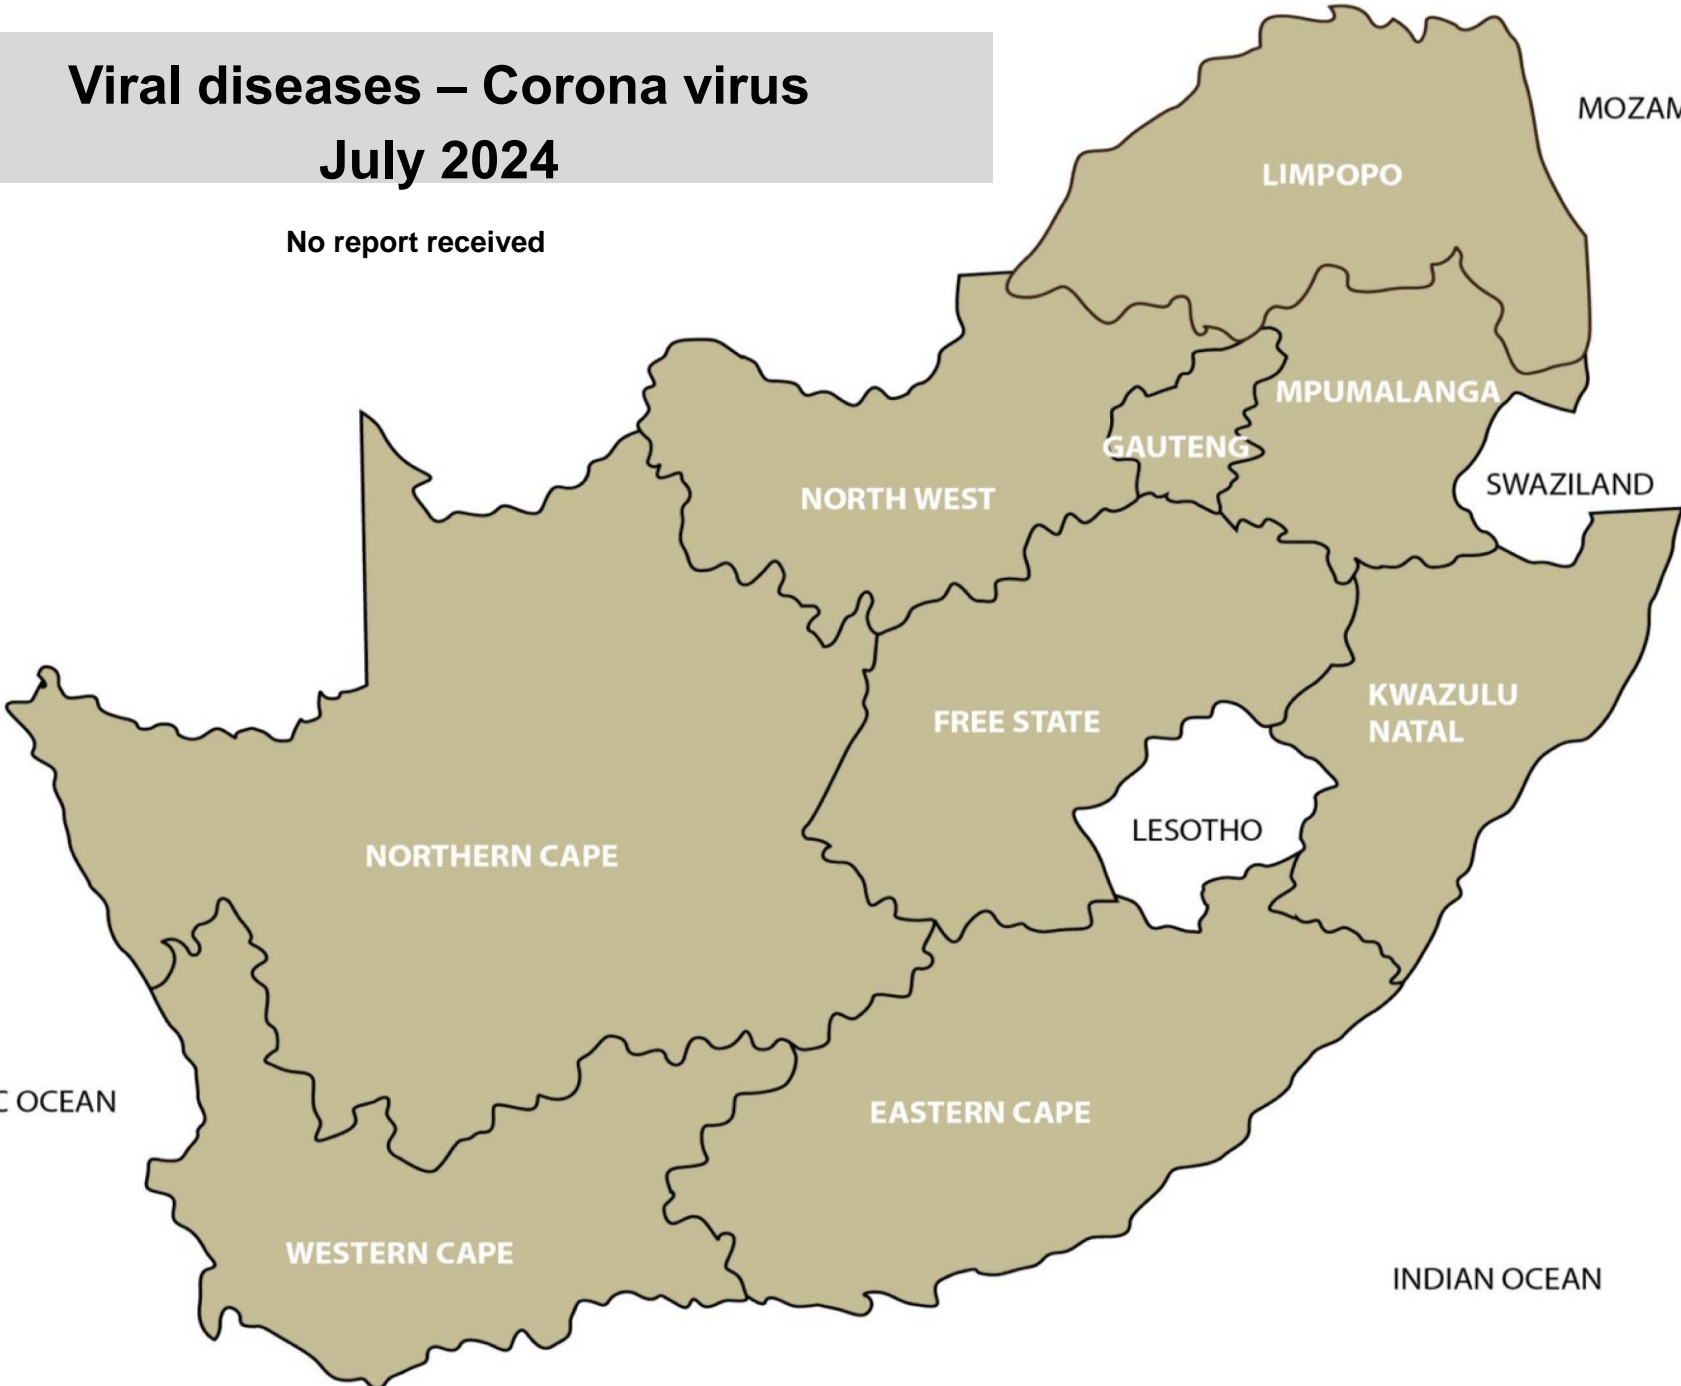 Viral diseases – Corona virus
July 2024
No report received
MOZAM
LIMPOPO
MPUMALANGA
GAUTENG
SWAZILAND
NORTH WEST
KWAZULU
NATAL
FREE STATE
LESOTHO
NORTHERN CAPE
C OCEAN
EASTERN CAPE
WESTERN CAPE
INDIAN OCEAN